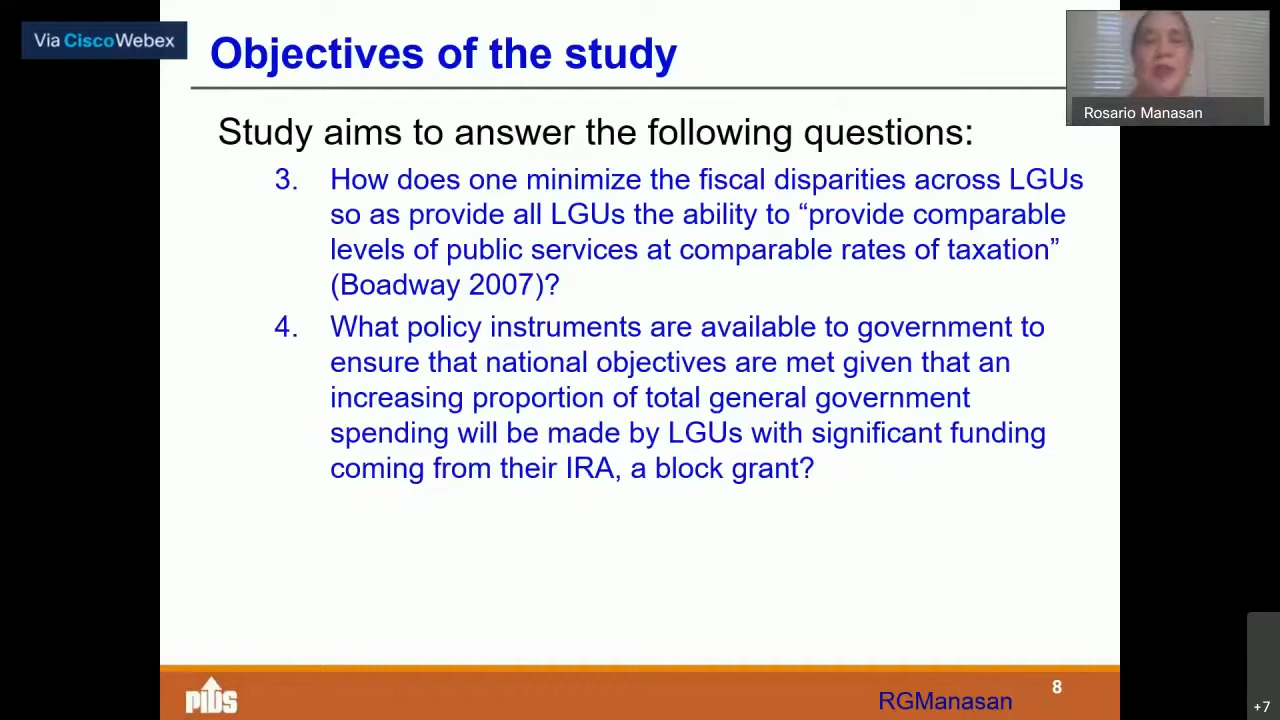 Via Cisco Webex
Objectives of the study
Rosario Manasan
Study aims to answer the following questions:
3. How does one minimize the fiscal disparities across LGUs
so as provide all LGUs the ability to “provide comparable
levels of public services at comparable rates of taxation”
(Boadway 2007)?
4. What policy instruments are available to government to
ensure that national objectives are met given that an
increasing proportion of total general government
spending will be made by LGUs with significant funding
coming from their IRA, a block grant?
PIDS
RGManasan
8
+7